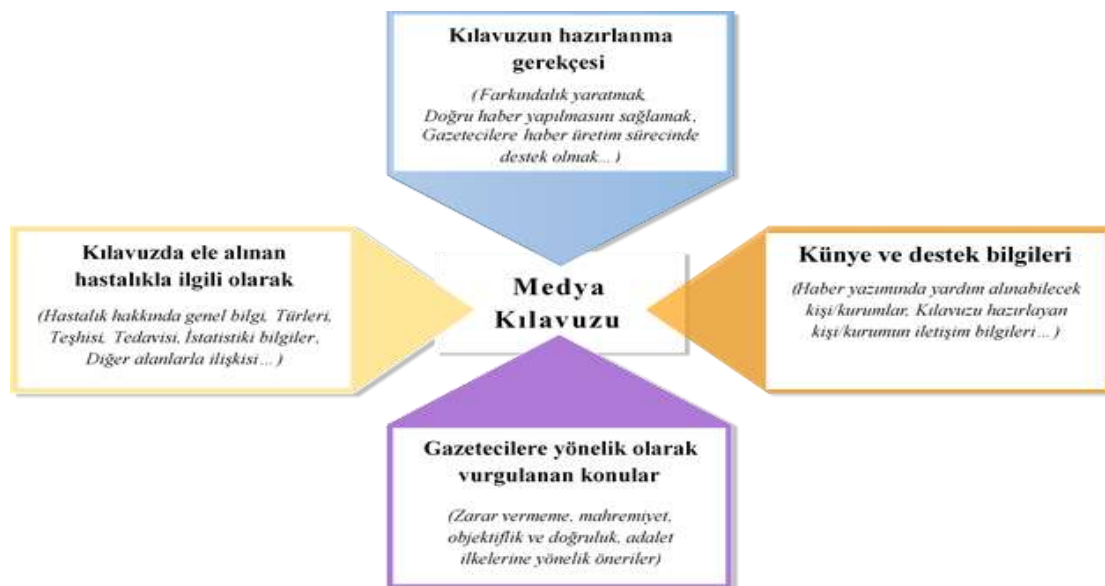 Kılavuzun hazırlanma
gerekçesi
(Farkındalık yaratmak,
Doğru haber yapılmasını sağlamak,
Gazetecilere haber üretim sürecinde
destek olmak...)
Kılavuzda ele alınan
hastalıkla ilgili olarak
(Hastalık hakkında genel bilgi, Türleri,
Teşhisi, Tedavisi, İstatistiki bilgiler,
Diğer alanlarla ilişkisi...)
Medya
Kılavuzu
Künye ve destek bilgileri
(Haber yazımında yardım alınabilecek
kişi/kurumlar, Kılavuzu hazırlayan
kişi/kurumun iletişim bilgileri...)
Gazetecilere yönelik olarak
vurgulanan konular
(Zarar vermeme, mahremiyet,
objektiflik ve doğruluk, adalet
ilkelerine yönelik öneriler)